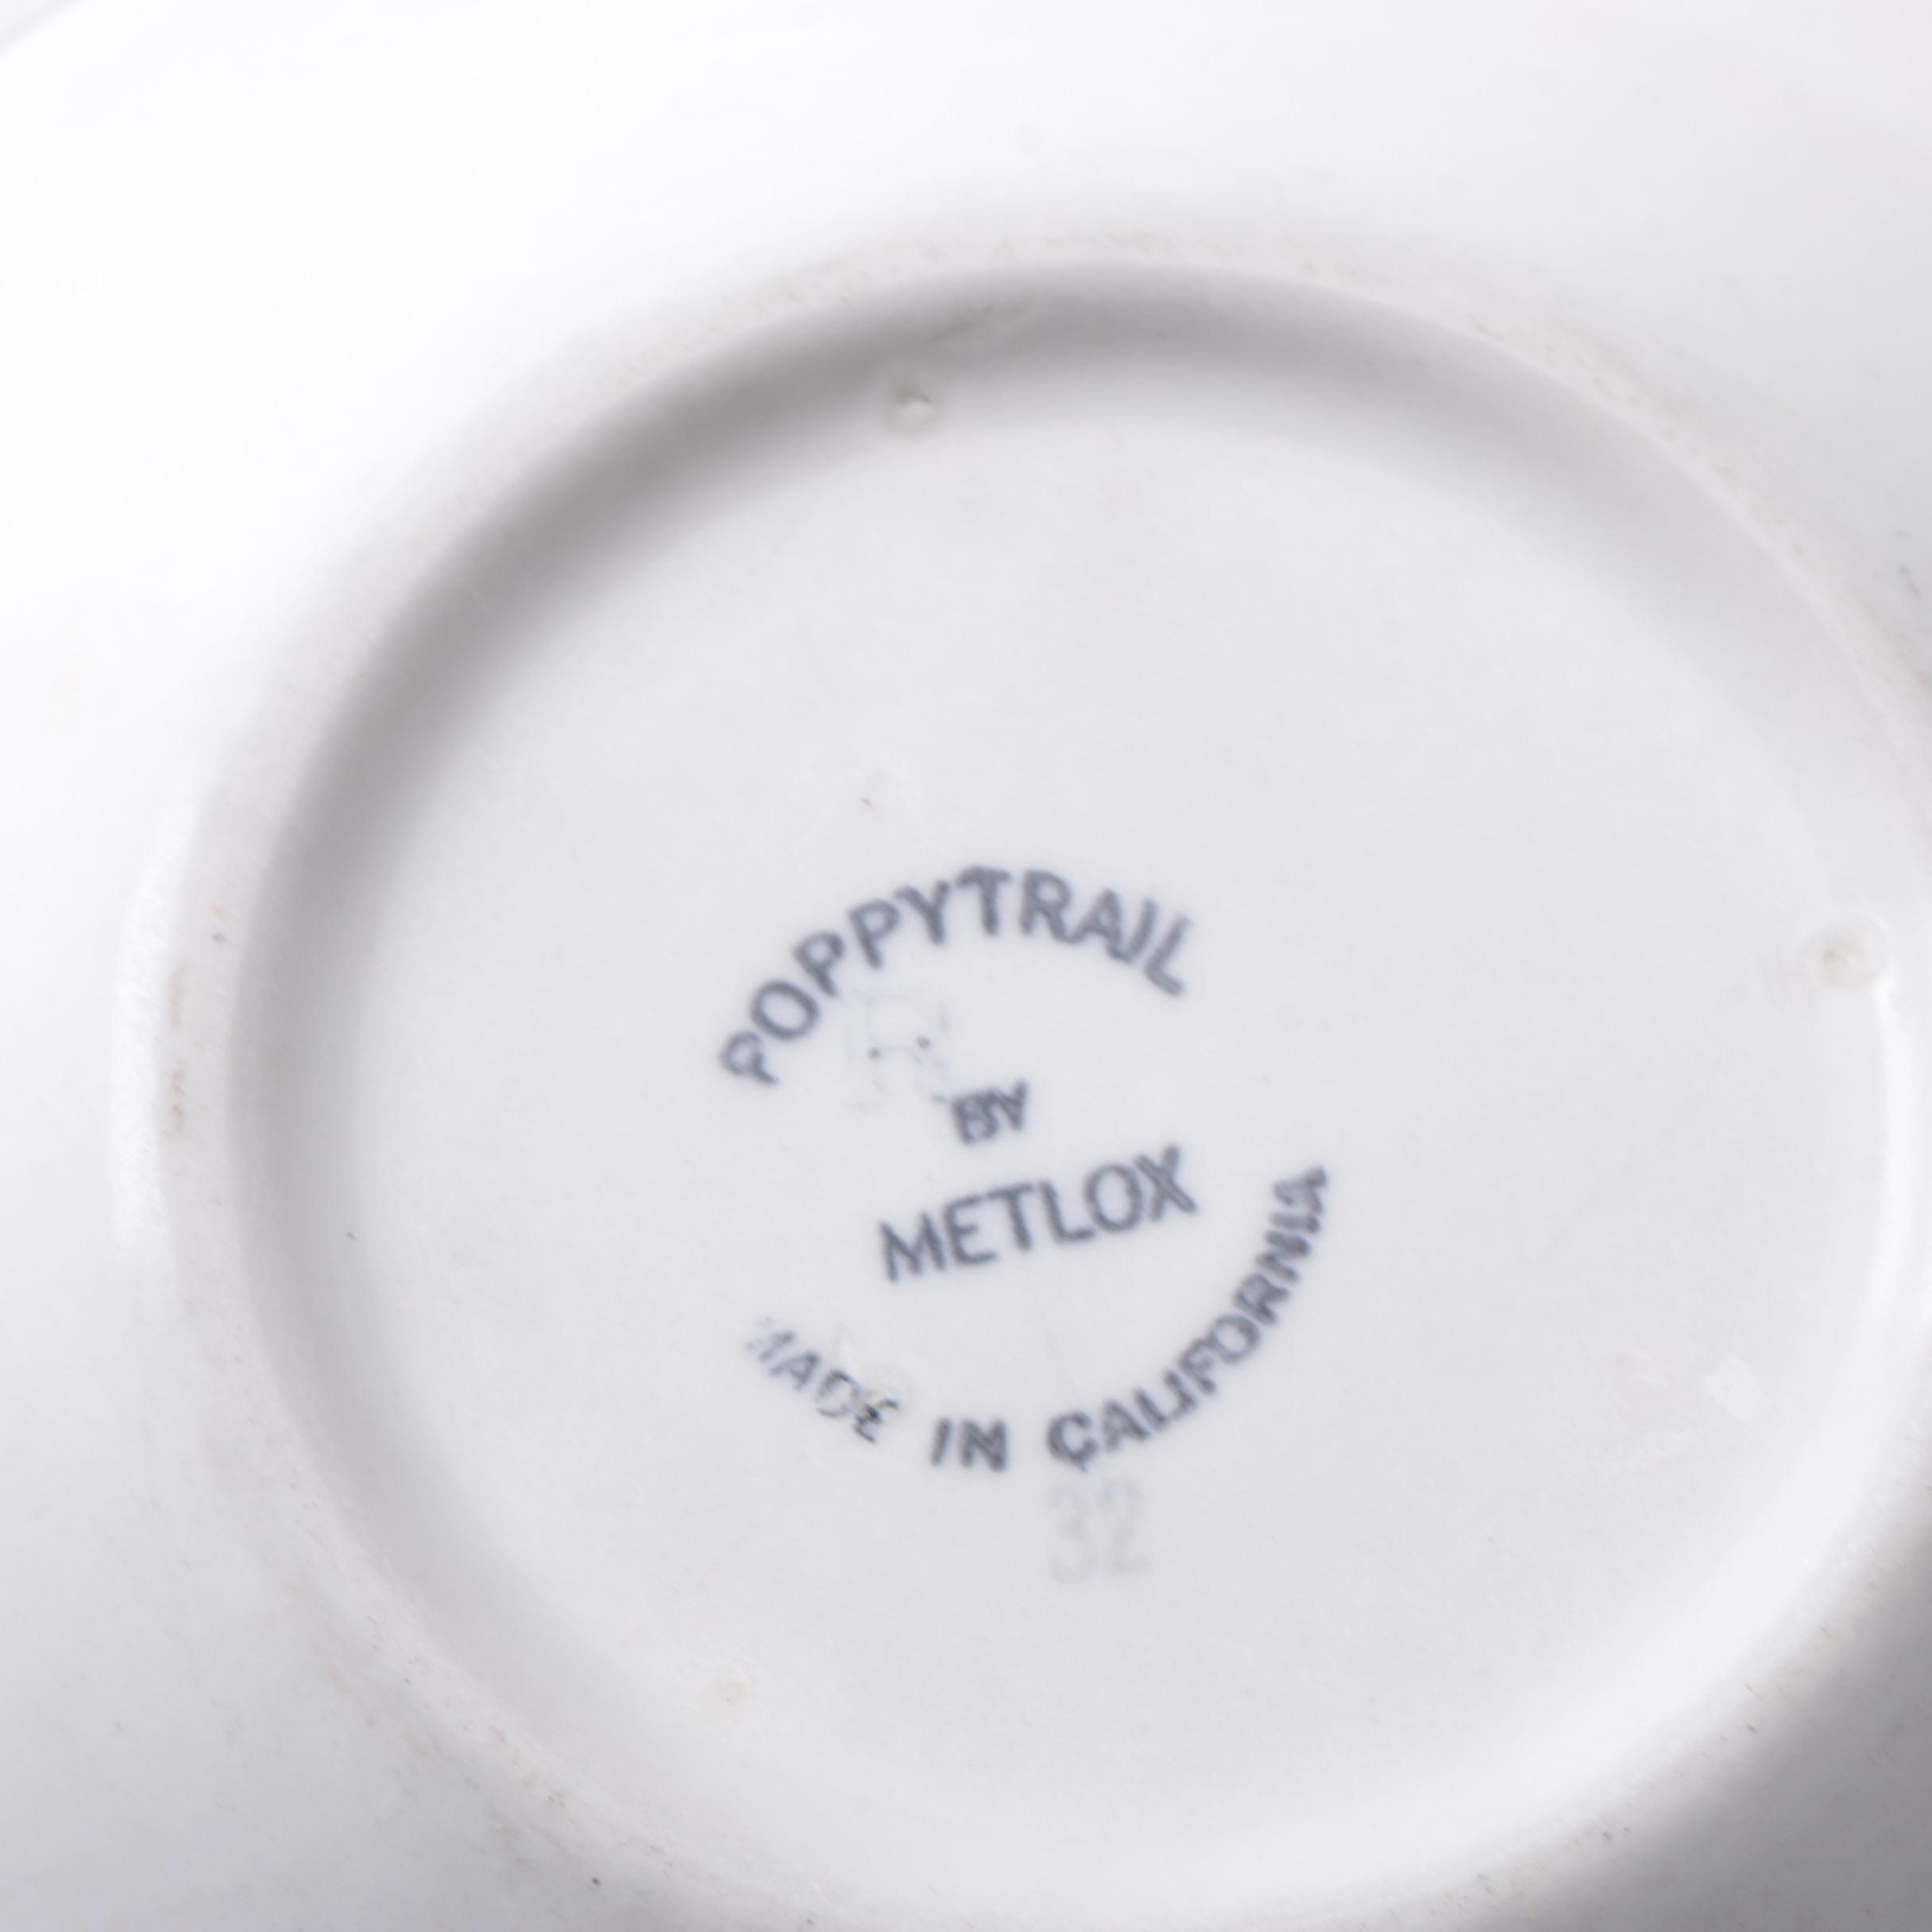 POPPYTRAIL
R
BY
METLOX
MADE IN CALIFORNIA
32